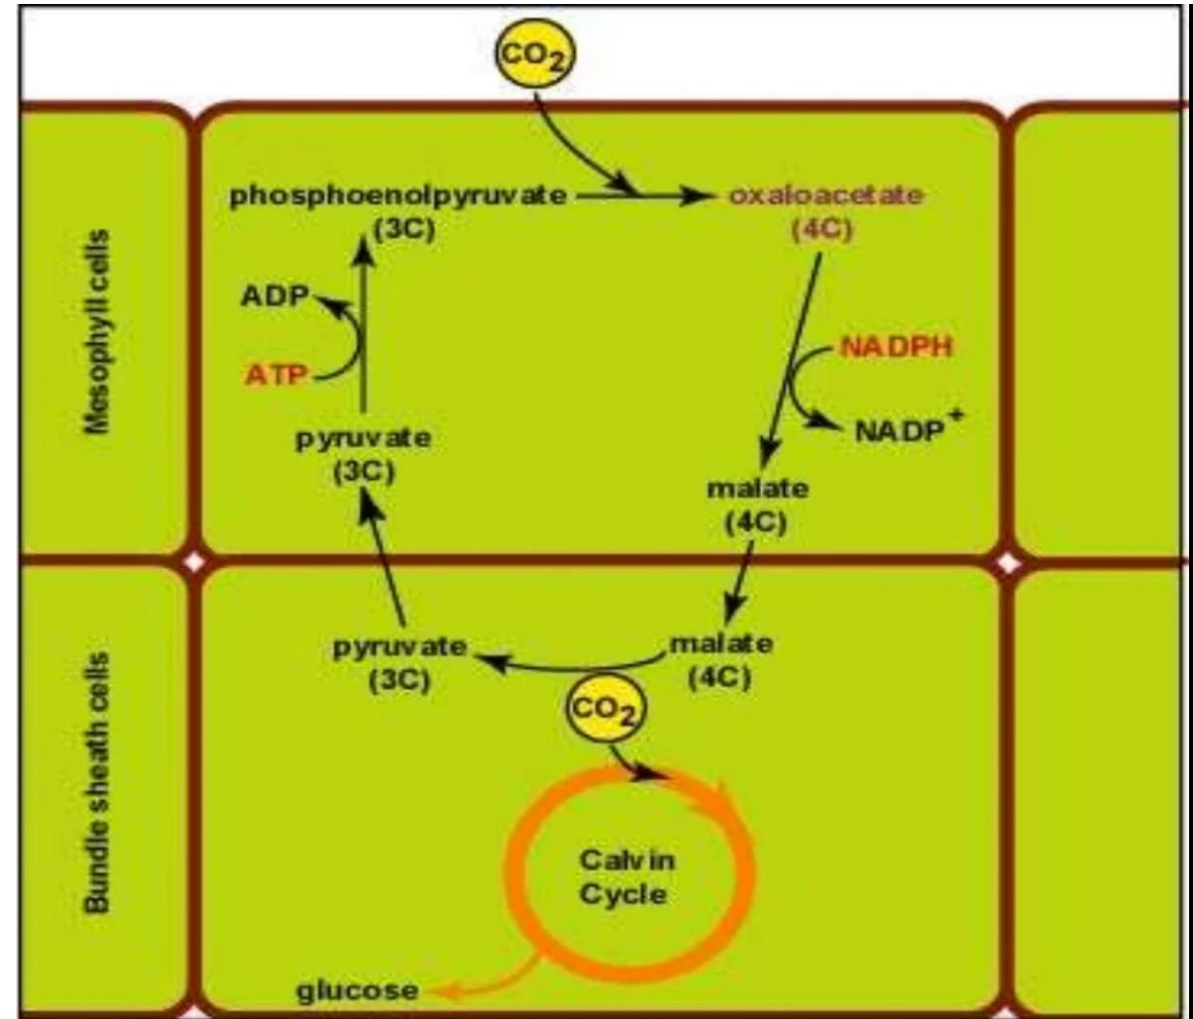 CO2
phosphoenolpyruvate
(3C)
oxaloacetate
(4C)
Mesophyll cells
ADP
ATP
NADPH
NADP+
pyruvate
(3C)
malate
(4C)
Bundle sheath cells
pyruvate
(3C)
malate
(4C)
CO2
Calvin
Cycle
glucose